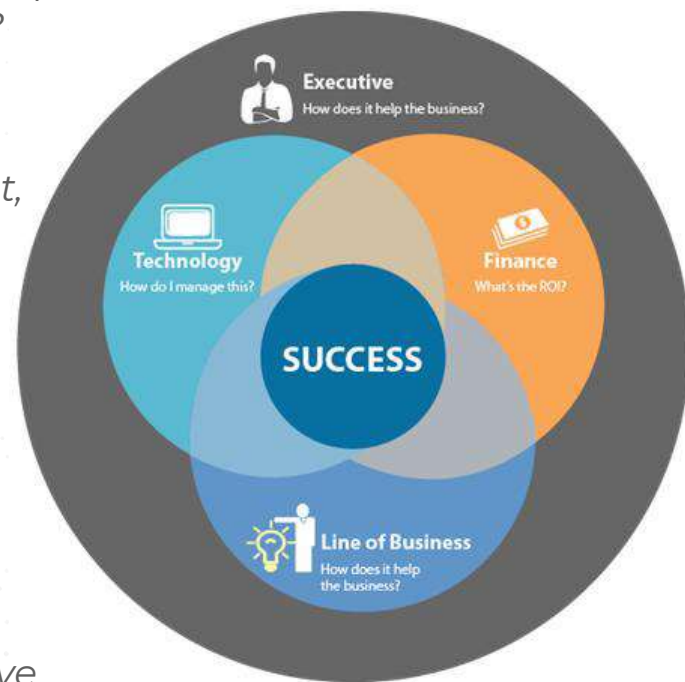 ?
Executive
How does it help the business?
t,
Technology
How do I manage this?
Finance
What's the ROI?
SUCCESS
Line of Business
How does it help
the business?
ve